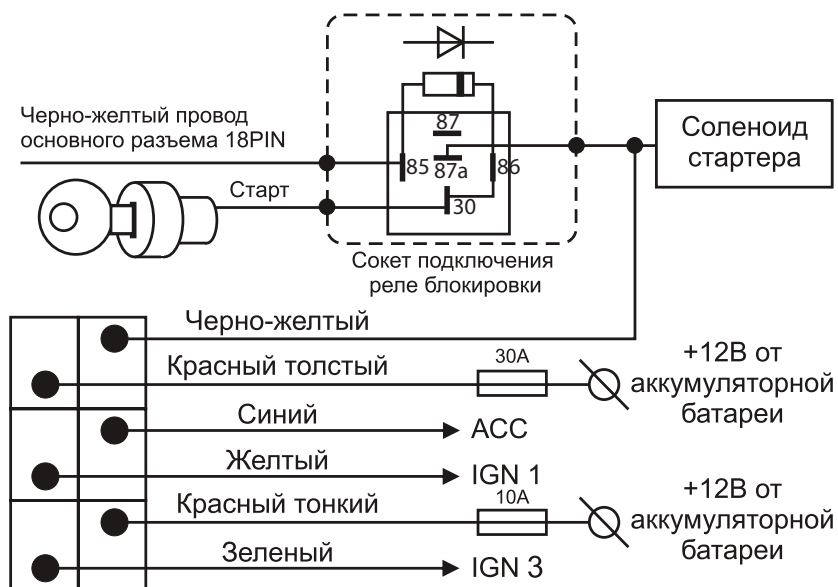 Черно-желтый провод
основного разъема 18PIN
87
85
87a
86
Старт
30
Соленоид
стартера
Сокет подключения
реле блокировки
Черно-желтый
Красный толстый
30А
+12В от
аккумуляторной
батареи
Синий
ACC
Желтый
IGN 1
Красный тонкий
10А
+12В от
аккумуляторной
батареи
Зеленый
IGN 3